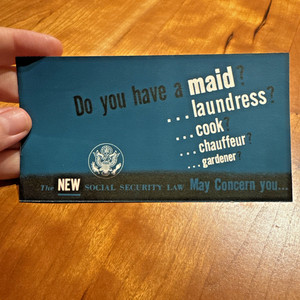 Do you have a maid?
...laundress?
...cook?
...chauffeur?
...gardener?
The NEW SOCIAL SECURITY LAW May Concern you...